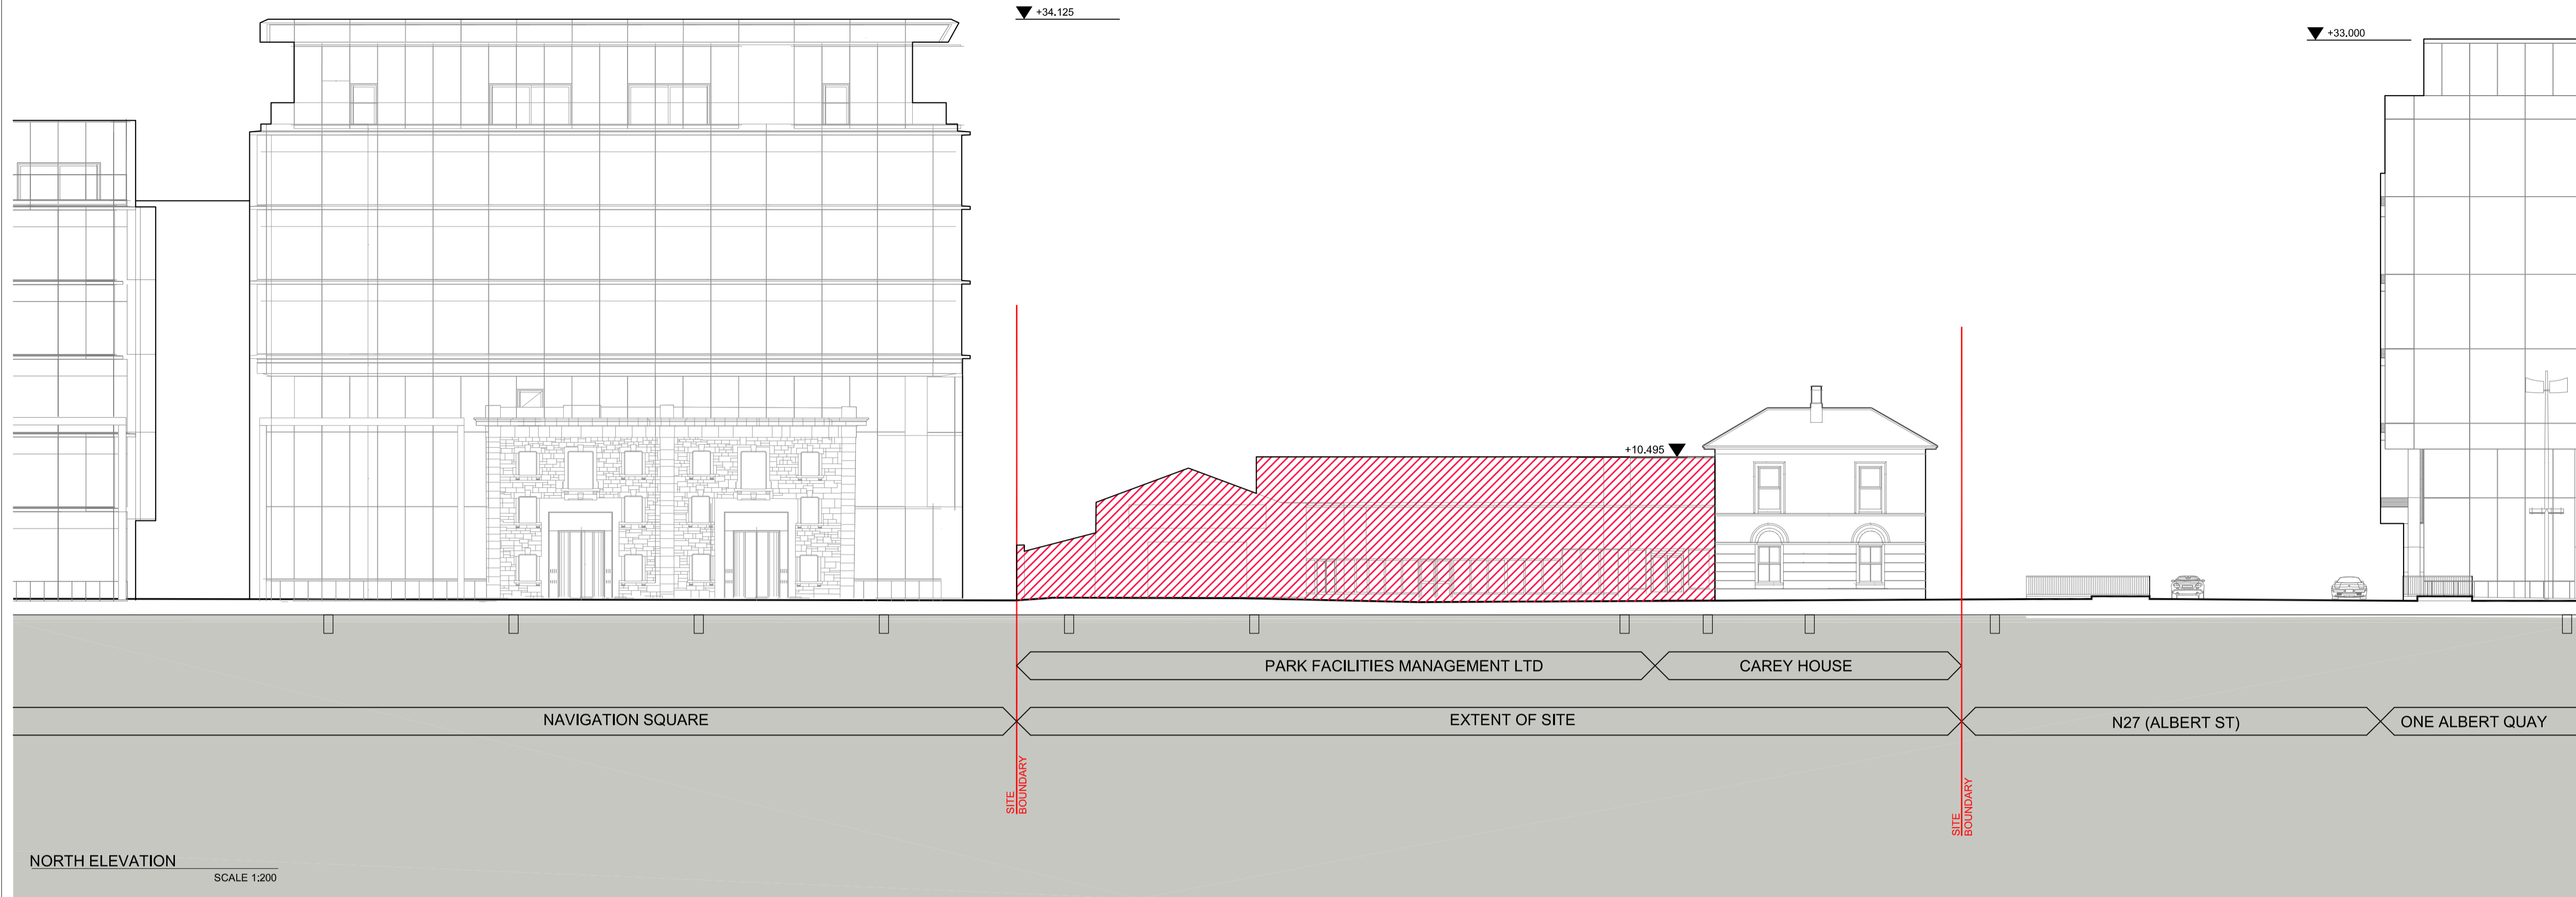 +34.125
+33.000
+10.495
PARK FACILITIES MANAGEMENT LTD
CAREY HOUSE
NAVIGATION SQUARE
EXTENT OF SITE
N27 (ALBERT ST)
ONE ALBERT QUAY
SITE
BOUNDARY
SITE
BOUNDARY
NORTH ELEVATION
SCALE 1:200